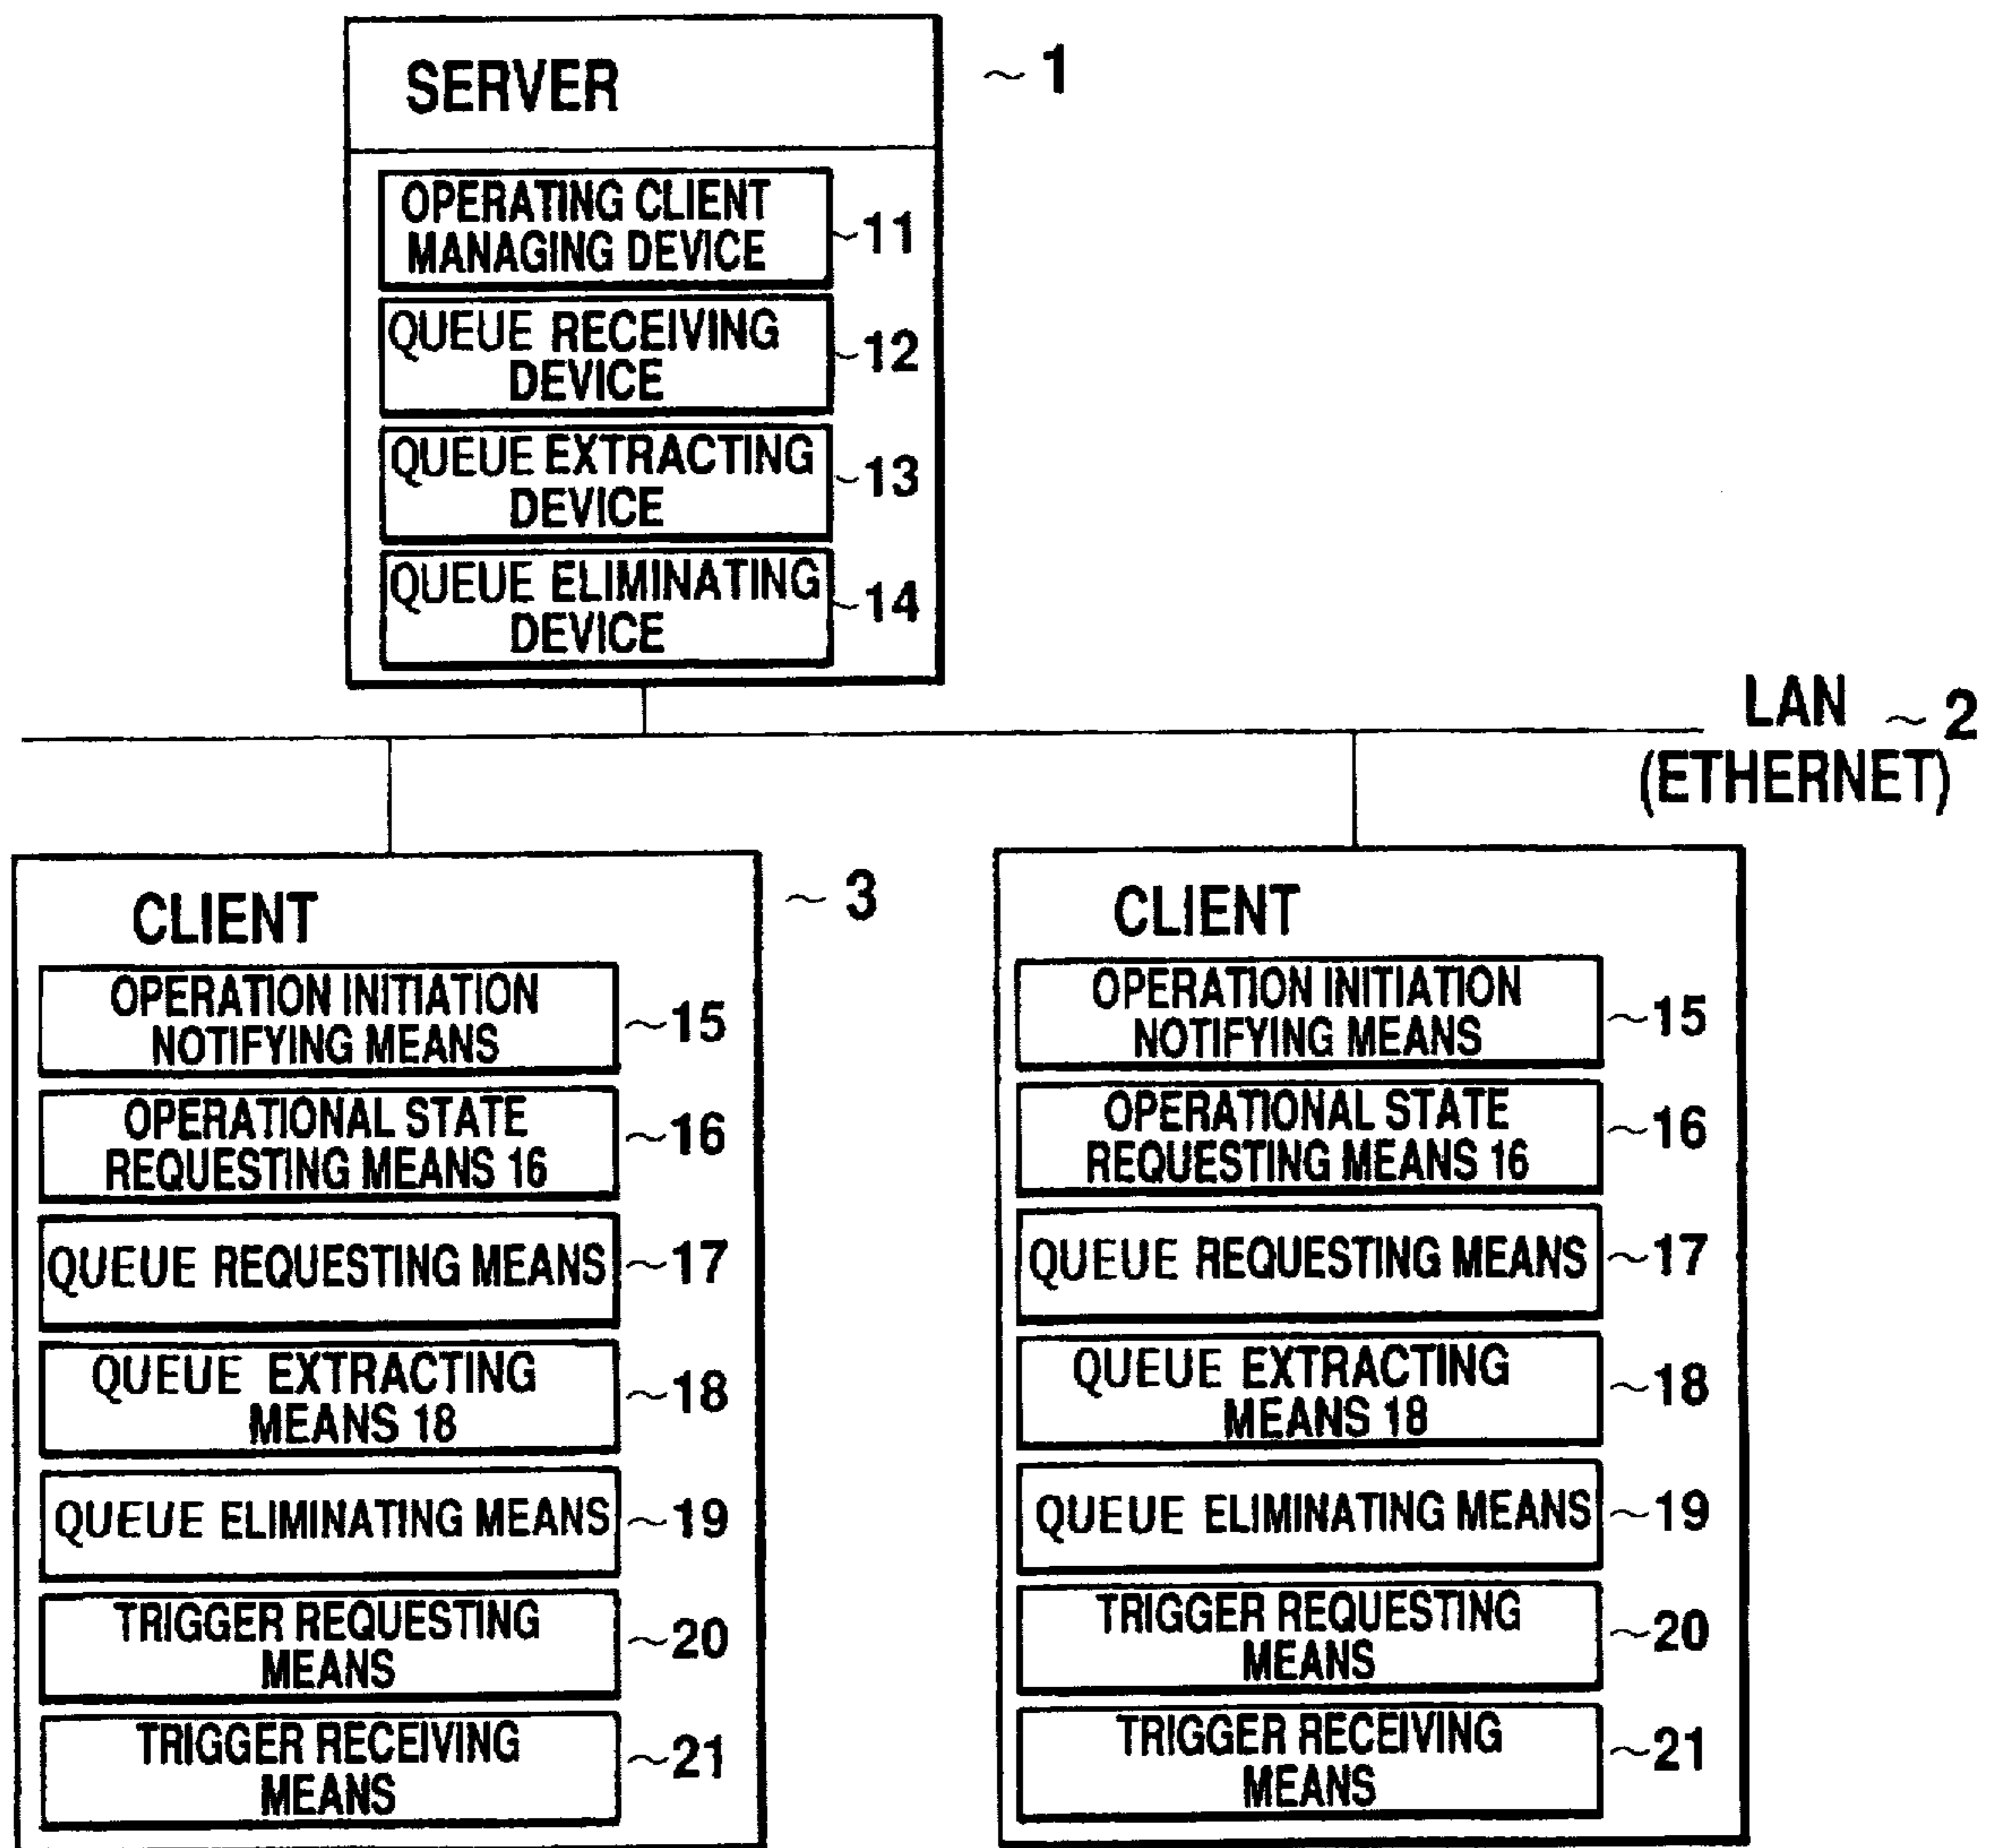 SERVER
~1
OPERATING CLIENT
MANAGING DEVICE
~11
QUEUE RECEIVING
DEVICE
~12
QUEUE EXTRACTING
DEVICE
~13
QUEUE ELIMINATING
DEVICE
~14
LAN ~2
(ETHERNET)
CLIENT
~3
OPERATION INITIATION
NOTIFYING MEANS
~15
OPERATIONAL STATE
REQUESTING MEANS 16
~16
QUEUE REQUESTING MEANS ~17
QUEUE EXTRACTING
MEANS 18
~18
QUEUE ELIMINATING MEANS ~19
TRIGGER REQUESTING
MEANS
~20
TRIGGER RECEIVING
MEANS
~21
CLIENT
OPERATION INITIATION
NOTIFYING MEANS
~15
OPERATIONAL STATE
REQUESTING MEANS 16
~16
QUEUE REQUESTING MEANS ~17
QUEUE EXTRACTING
MEANS 18
~18
QUEUE ELIMINATING MEANS ~19
TRIGGER REQUESTING
MEANS
~20
TRIGGER RECEIVING
MEANS
~21